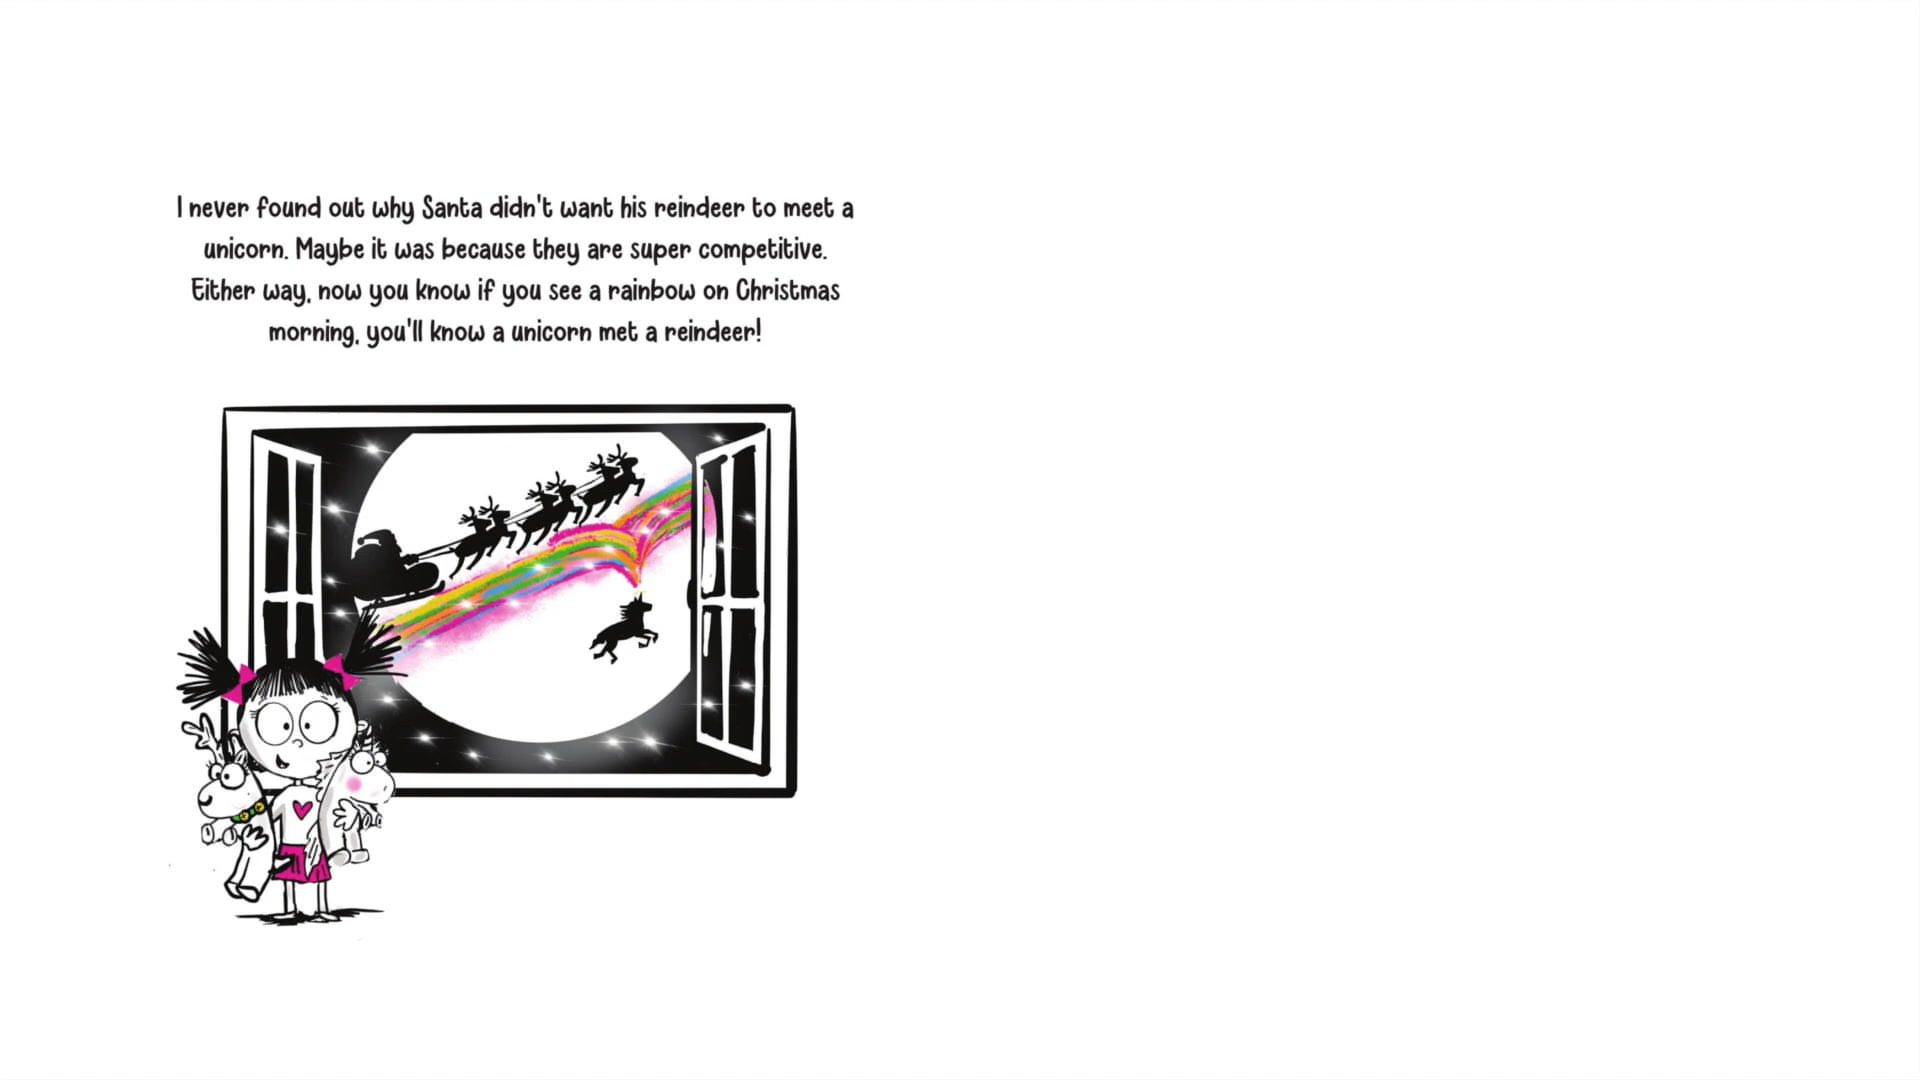 I never found out why Santa didn't want his reindeer to meet a
unicorn. Maybe it was because they are super competitive.
Either way, now you know if you see a rainbow on Christmas
morning, you'll know a unicorn met a reindeer!